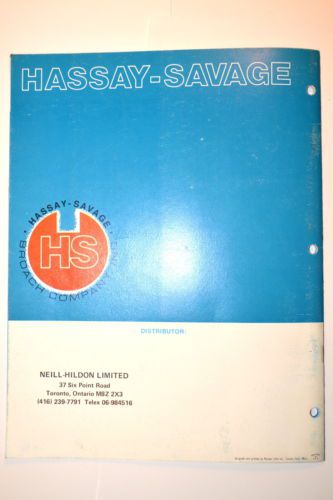 HASSAY-SAVAGE
• HASSAY-SAVAGE •
BROACH COMPANY INC.
HS
DISTRIBUTOR:
NEILL-HILDON LIMITED
37 Six Point Road
Toronto, Ontario M8Z 2X3
(416) 239-7791 Telex 06-984516